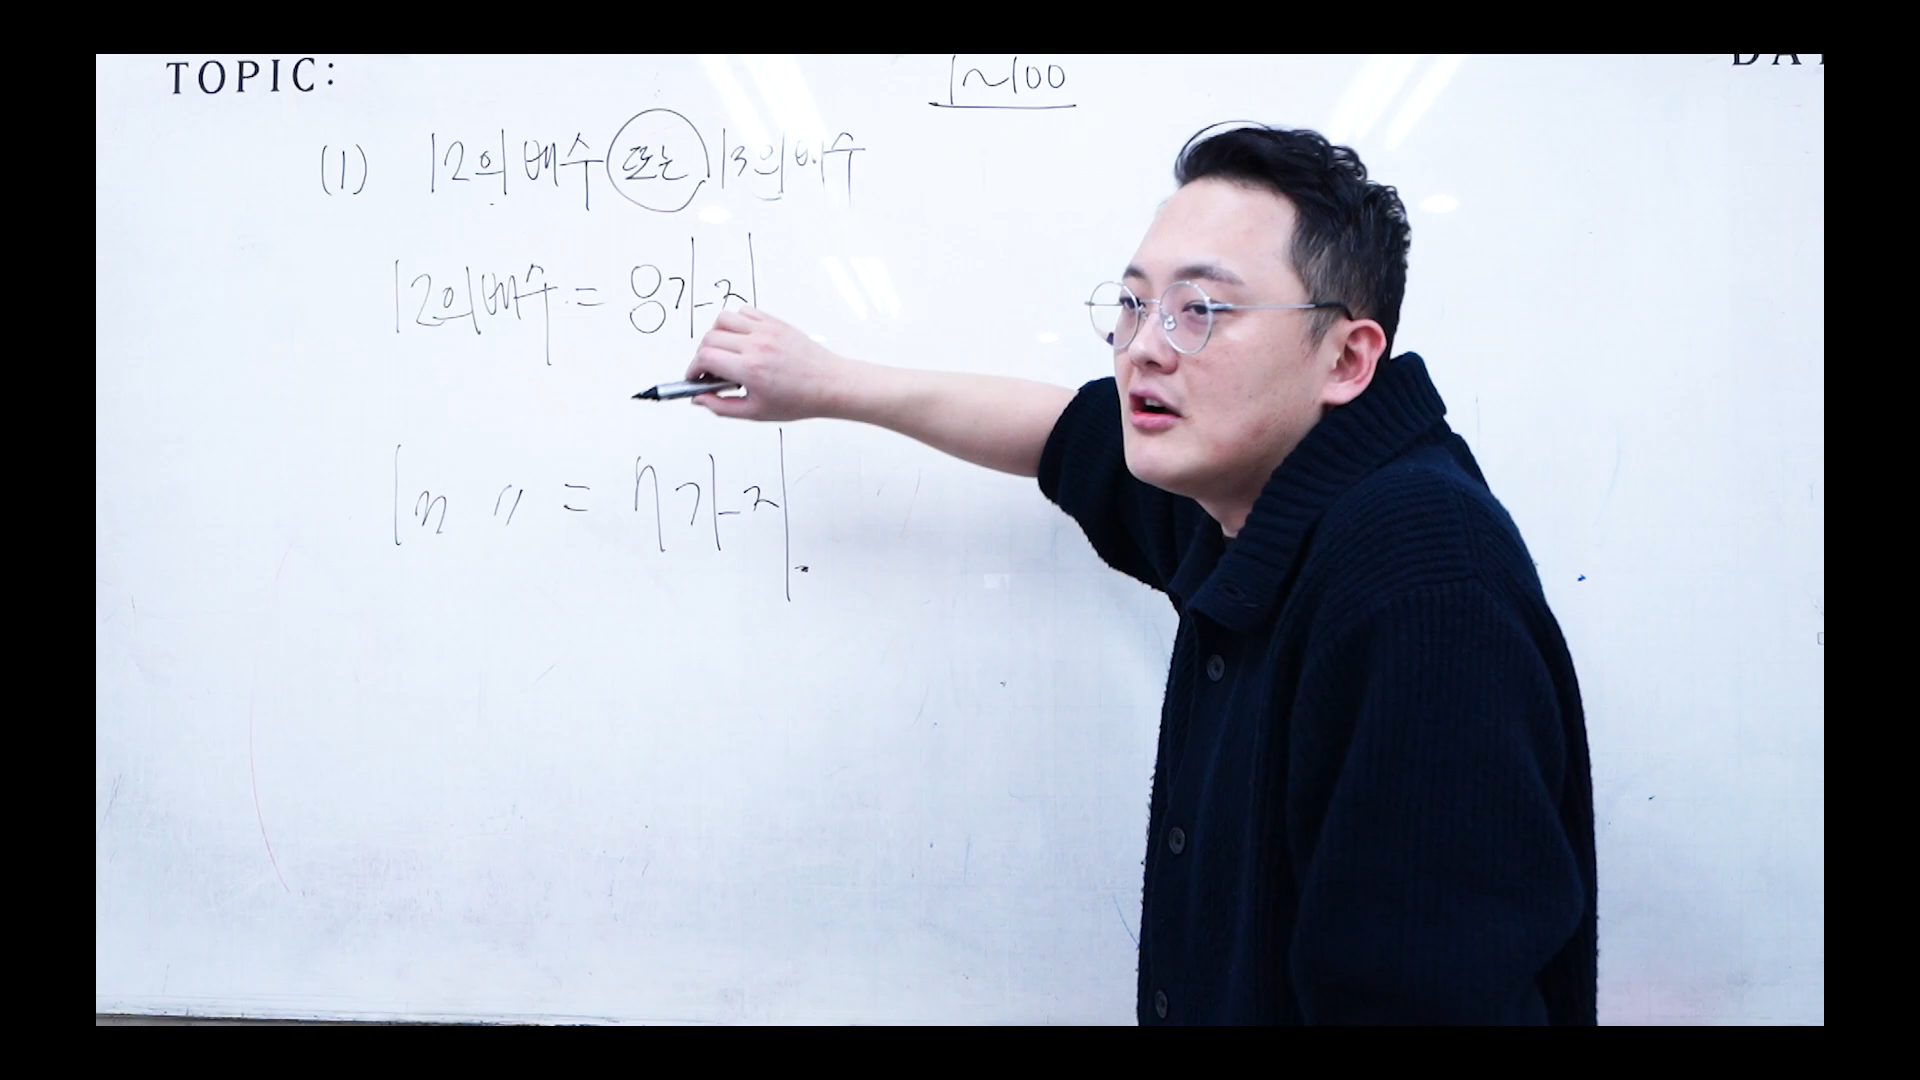 TOPIC:
1~100
(1) 12의 배수 또는 13의 배수
12의 배수 = 8가지
13 〃 = 7가지